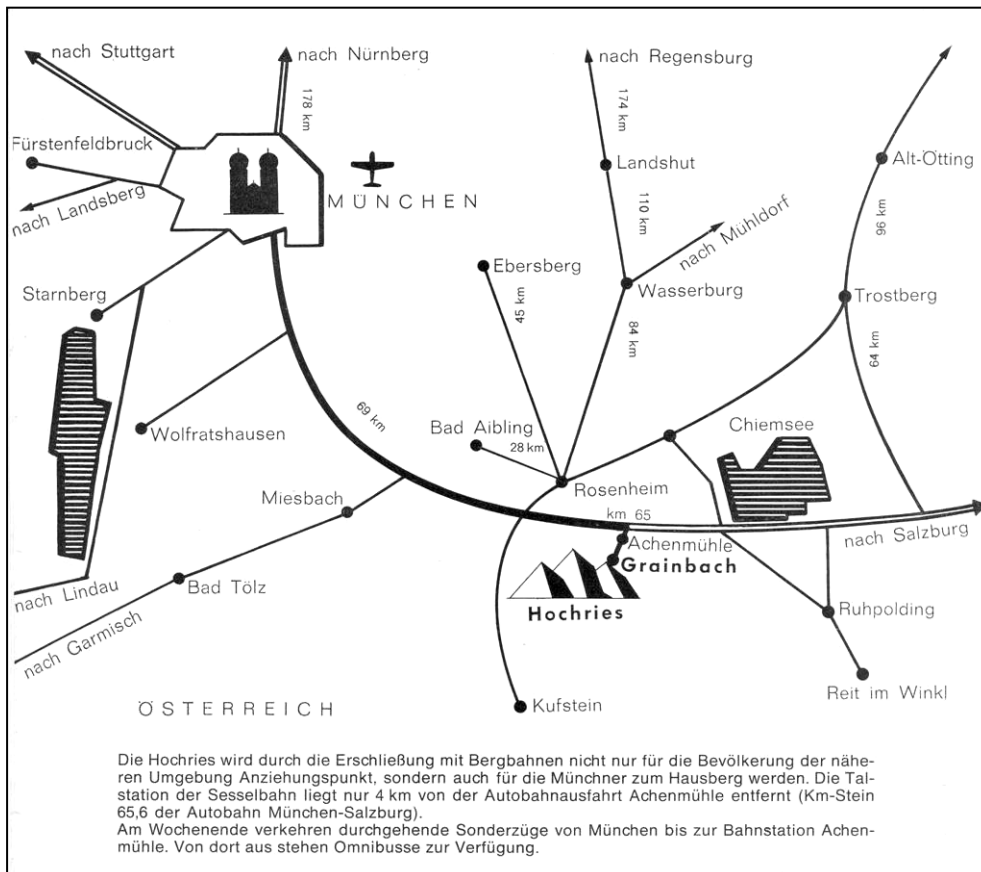 nach Stuttgart
nach Nürnberg
nach Regensburg
178 km
174 km
Fürstenfeldbruck
Landshut
Alt-Ötting
nach Landsberg
MÜNCHEN
110 km
96 km
nach Mühldorf
Ebersberg
Starnberg
Wasserburg
Trostberg
45 km
84 km
64 km
69 km
Wolfratshausen
Bad Aibling
28 km
Chiemsee
Miesbach
Rosenheim
km 65
nach Salzburg
Achenmühle
Grainbach
Hochries
nach Lindau
Bad Tölz
Ruhpolding
nach Garmisch
Reit im Winkl
Kufstein
ÖSTERREICH
Die Hochries wird durch die Erschließung mit Bergbahnen nicht nur für die Bevölkerung der nähe-
ren Umgebung Anziehungspunkt, sondern auch für die Münchner zum Hausberg werden. Die Tal-
station der Sesselbahn liegt nur 4 km von der Autobahnausfahrt Achenmühle entfernt (Km-Stein
65,6 der Autobahn München-Salzburg).
Am Wochenende verkehren durchgehende Sonderzüge von München bis zur Bahnstation Achen-
mühle. Von dort aus stehen Omnibusse zur Verfügung.